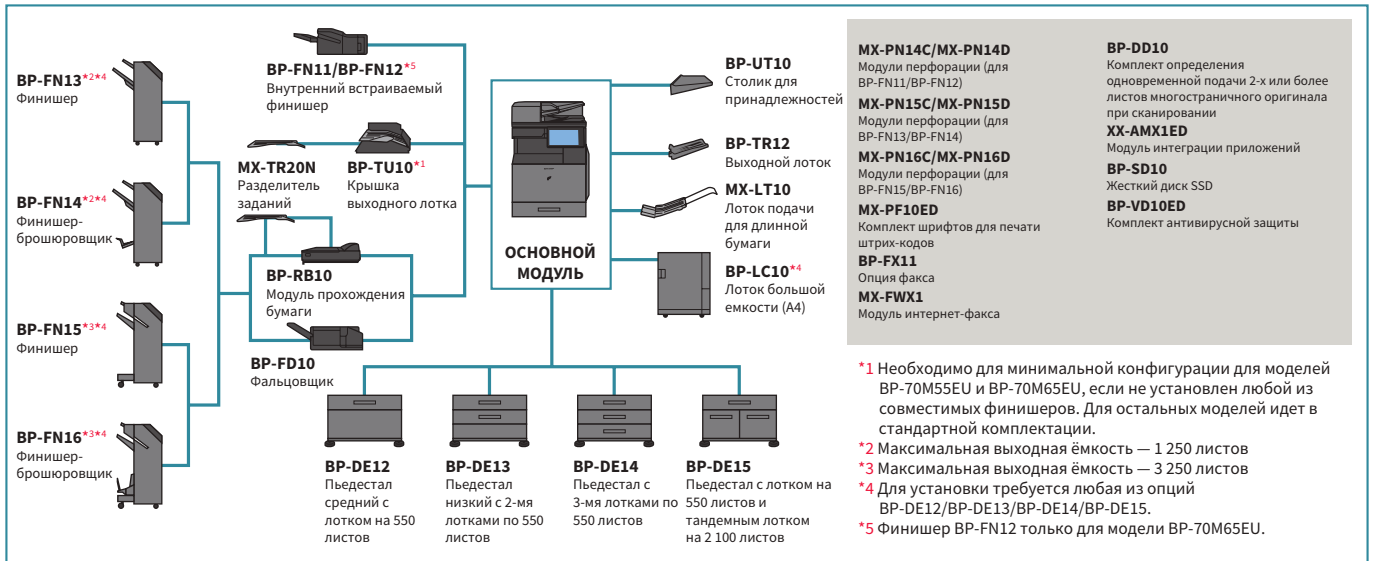 BP-FN13*2*4
Финишер
BP-FN14*2*4
Финишер-
брошюровщик
BP-FN15*3*4
Финишер
BP-FN16*3*4
Финишер-
брошюровщик
BP-FN11/BP-FN12*5
Внутренний встраиваемый
финишер
MX-TR20N
Разделитель
заданий
BP-TU10*1
Крышка
выходного лотка
BP-RB10
Модуль прохождения
бумаги
BP-FD10
Фальцовщик
ОСНОВНОЙ
МОДУЛЬ
BP-UT10
Столик для
принадлежностей
BP-TR12
Выходной лоток
MX-LT10
Лоток подачи
для длинной
бумаги
BP-LC10*4
Лоток большой
емкости (А4)
BP-DE12
Пьедестал
средний с
лотком на 550
листов
BP-DE13
Пьедестал
низкий с 2-мя
лотками по 550
листов
BP-DE14
Пьедестал с
3-мя лотками по
550 листов
BP-DE15
Пьедестал с лотком на
550 листов и
тандемным лотком
на 2 100 листов
MX-PN14C/MX-PN14D
Модули перфорации (для
BP-FN11/BP-FN12)
MX-PN15C/MX-PN15D
Модули перфорации (для
BP-FN13/BP-FN14)
MX-PN16C/MX-PN16D
Модули перфорации (для
BP-FN15/BP-FN16)
MX-PF10ED
Комплект шрифтов для печати
штрих-кодов
BP-FX11
Опция факса
MX-FWX1
Модуль интернет-факса
BP-DD10
Комплект определения
одновременной подачи 2-х или более
листов многостраничного оригинала
при сканировании
XX-AMX1ED
Модуль интеграции приложений
BP-SD10
Жесткий диск SSD
BP-VD10ED
Комплект антивирусной защиты
*1 Необходимо для минимальной конфигурации для моделей
BP-70M55EU и BP-70M65EU, если не установлен любой из
совместимых финишеров. Для остальных моделей идет в
стандартной комплектации.
*2 Максимальная выходная ёмкость — 1 250 листов
*3 Максимальная выходная ёмкость — 3 250 листов
*4 Для установки требуется любая из опций
BP-DE12/BP-DE13/BP-DE14/BP-DE15.
*5 Финишер BP-FN12 только для модели BP-70M65EU.